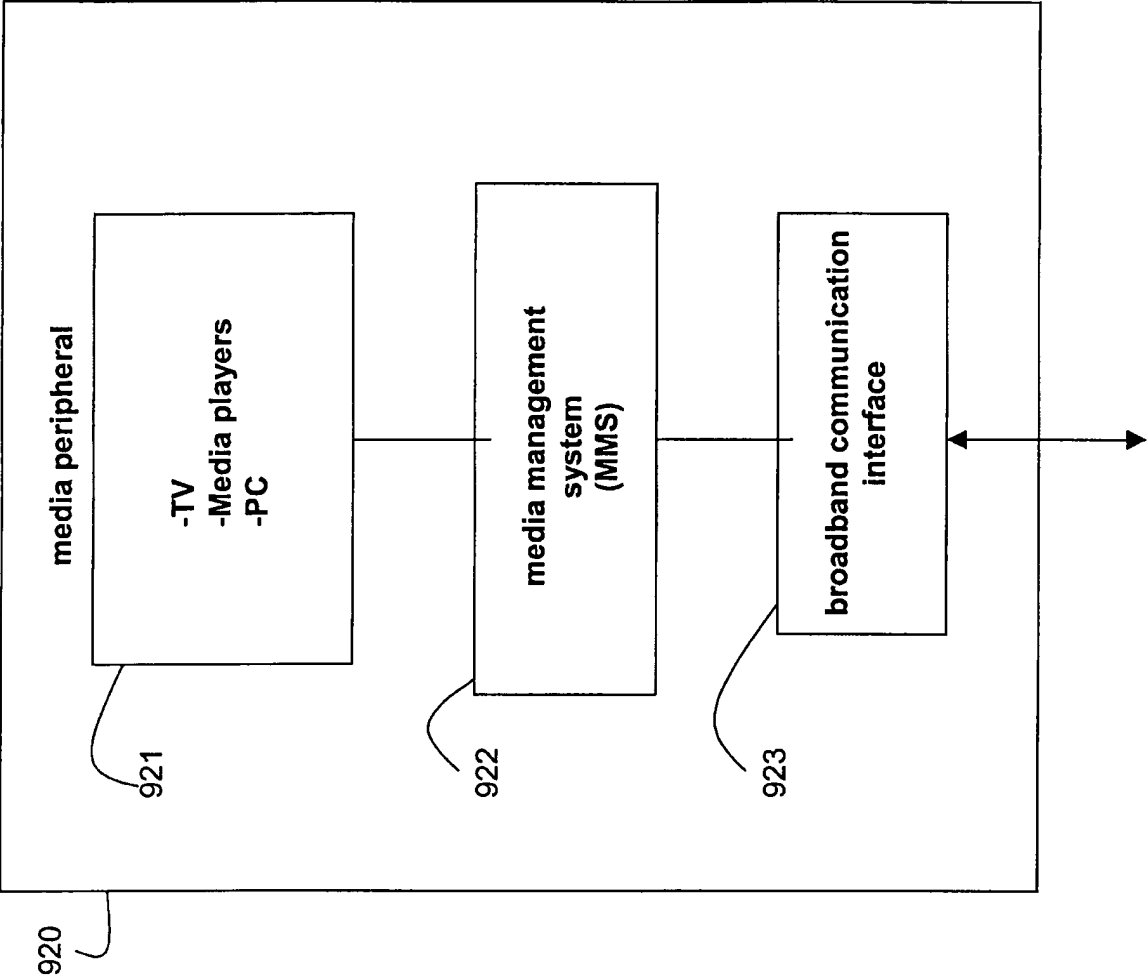 media peripheral
-TV
-Media players
-PC
921
media management
system
(MMS)
922
broadband communication
interface
923
920